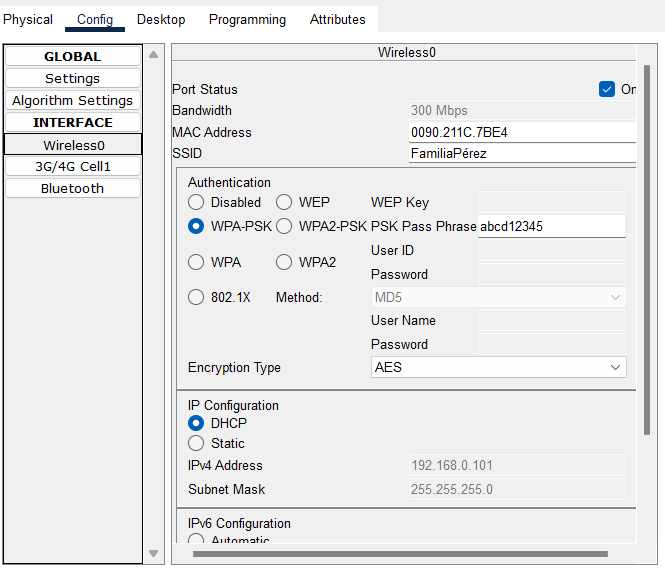 Physical Config Desktop Programming Attributes
GLOBAL
Settings
Algorithm Settings
INTERFACE
Wireless0
3G/4G Cell1
Bluetooth
Wireless0
Port Status On
Bandwidth 300 Mbps
MAC Address 0090.211C.7BE4
SSID FamiliaPérez
Authentication
Disabled WEP WEP Key
WPA-PSK WPA2-PSK PSK Pass Phrase abcd12345
User ID
WPA WPA2
Password
802.1X Method: MD5
User Name
Password
Encryption Type AES
IP Configuration
DHCP
Static
IPv4 Address 192.168.0.101
Subnet Mask 255.255.255.0
IPv6 Configuration
Automatic